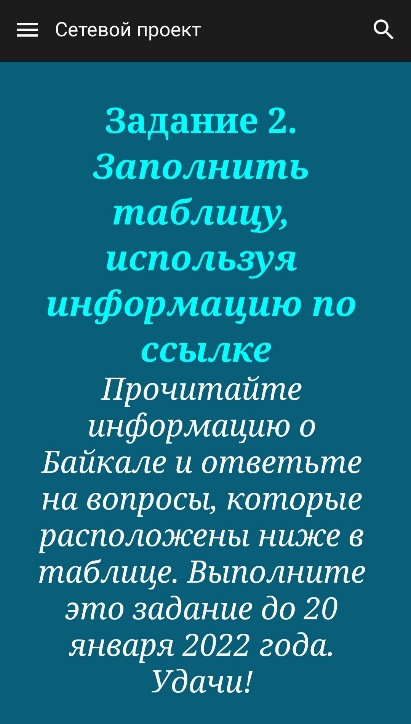 Сетевой проект
Задание 2.
Заполнить
таблицу,
используя
информацию по
ссылке
Прочитайте
информацию о
Байкале и ответьте
на вопросы, которые
расположены ниже в
таблице. Выполните
это задание до 20
января 2022 года.
Удачи!